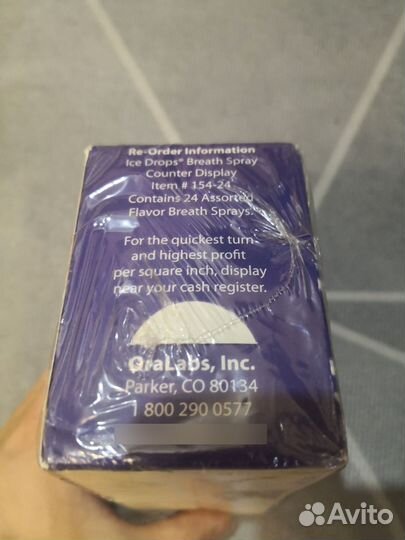 Re-Order Information
Ice Drops® Breath Spray
Counter Display
Item # 154-24
Contains 24 Assorted
Flavor Breath Sprays.
For the quickest turn
and highest profit
per square inch, display
near your cash register.
OraLabs, Inc.
Parker, CO 80134
1 800 290 0577
Avito